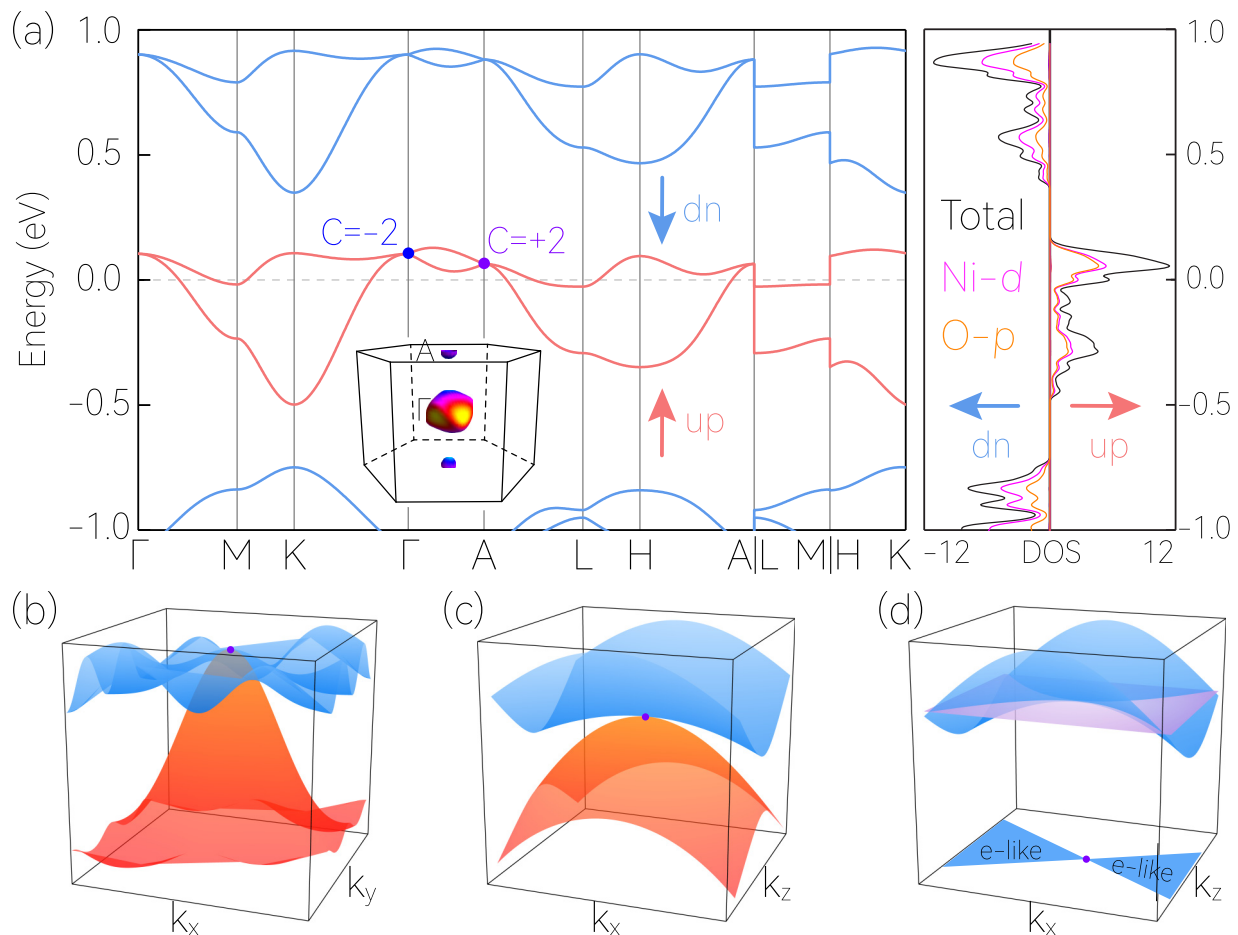 (a)
Energy (eV)
1.0
0.5
0.0
-0.5
-1.0
C=-2
C=+2
dn
up
A
Γ
Γ M K Γ A L H A|L M|H K
Total
Ni-d
O-p
dn
up
1.0
0.5
0.0
-0.5
-1.0
-12 DOS 12
(b)
kx
ky
(c)
kx
kz
(d)
e-like
e-like
kx
kz